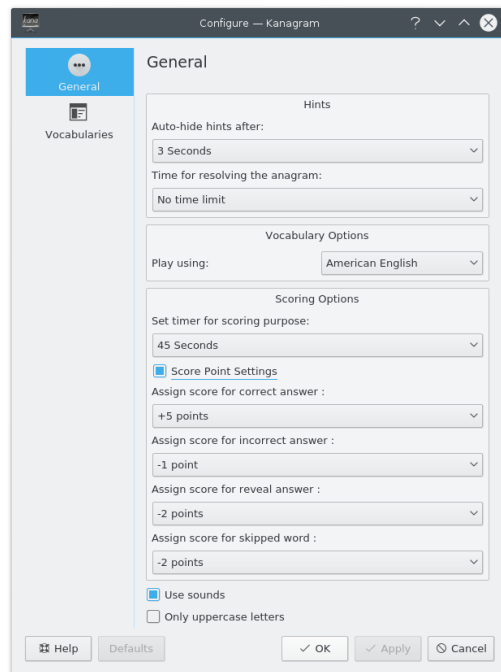 Configure — Kanagram
General
General
Vocabularies
Hints
Auto-hide hints after:
3 Seconds
Time for resolving the anagram:
No time limit
Vocabulary Options
Play using:
American English
Scoring Options
Set timer for scoring purpose:
45 Seconds
Score Point Settings
Assign score for correct answer :
+5 points
Assign score for incorrect answer :
-1 point
Assign score for reveal answer :
-2 points
Assign score for skipped word :
-2 points
Use sounds
Only uppercase letters
Help
Defaults
OK
Apply
Cancel